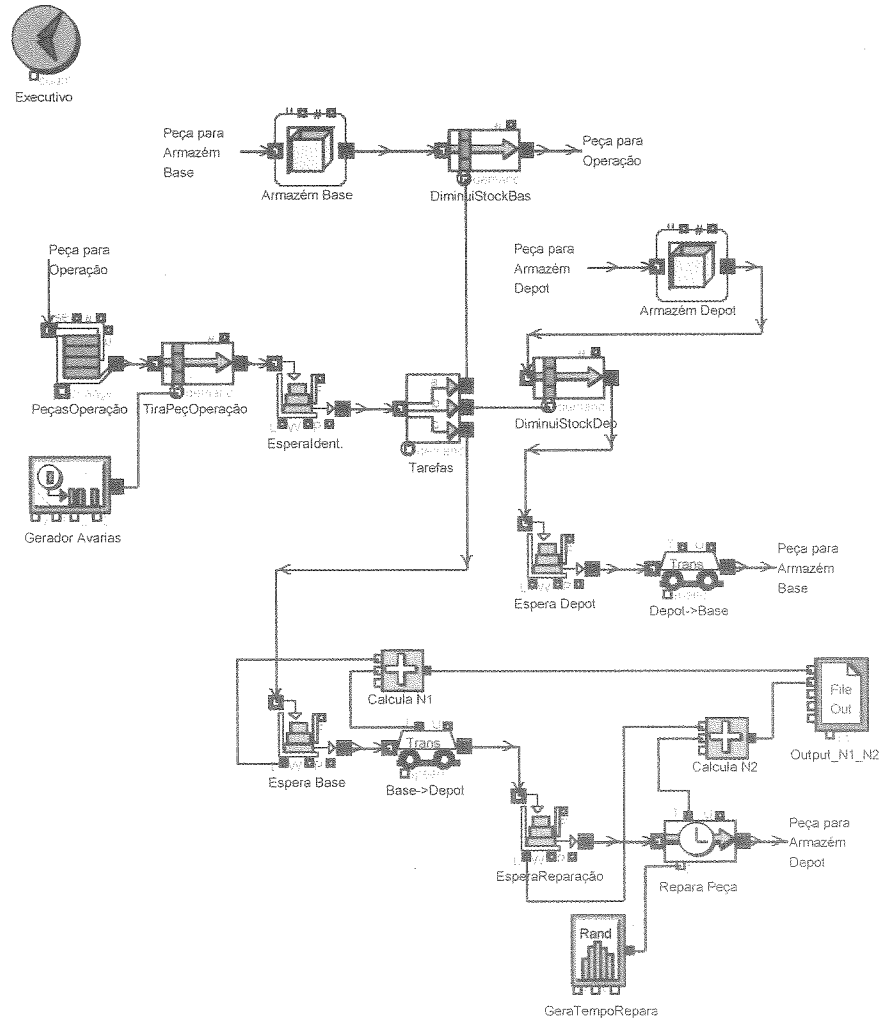 Executivo
Peça para
Armazém
Base
Armazém Base
demand
DiminuiStockBas
Peça para
Operação
Peça para
Operação
PeçasOperação
demand
TiraPeçOperação
EsperaIdent.
Tarefas
Peça para
Armazém
Depot
Armazém Depot
demand
DiminuiStockDep
Gerador Avarias
Espera Depot
Trans
Depot->Base
Peça para
Armazém
Base
Calcula N1
File
Out
Output_N1_N2
Espera Base
Trans
Base->Depot
Calcula N2
EsperaReparação
Repara Peça
Peça para
Armazém
Depot
Rand
GeraTempoRepara